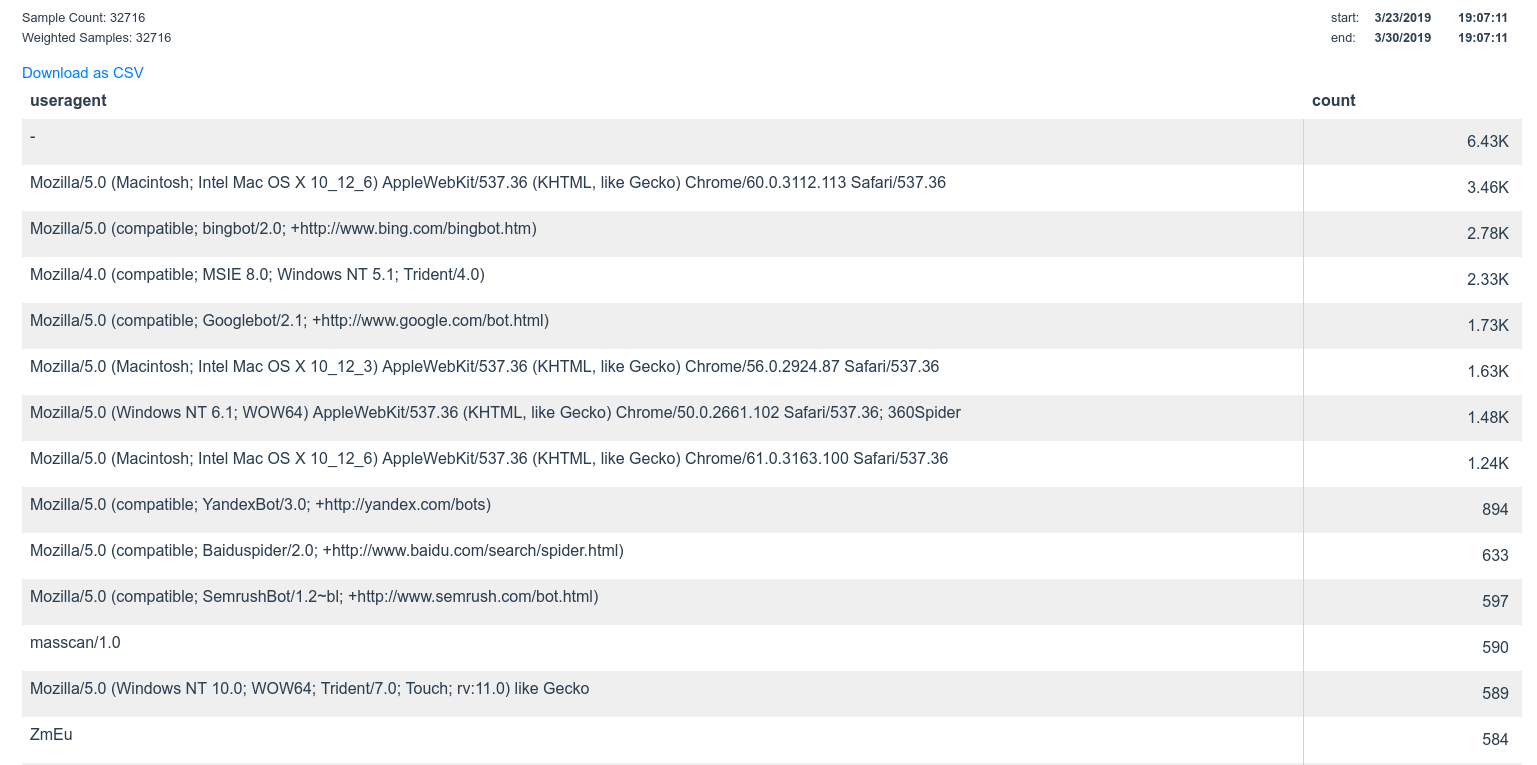 Sample Count: 32716
Weighted Samples: 32716
start: 3/23/2019 19:07:11
end: 3/30/2019 19:07:11
Download as CSV
useragent count
- 6.43K
Mozilla/5.0 (Macintosh; Intel Mac OS X 10_12_6) AppleWebKit/537.36 (KHTML, like Gecko) Chrome/60.0.3112.113 Safari/537.36 3.46K
Mozilla/5.0 (compatible; bingbot/2.0; +http://www.bing.com/bingbot.htm) 2.78K
Mozilla/4.0 (compatible; MSIE 8.0; Windows NT 5.1; Trident/4.0) 2.33K
Mozilla/5.0 (compatible; Googlebot/2.1; +http://www.google.com/bot.html) 1.73K
Mozilla/5.0 (Macintosh; Intel Mac OS X 10_12_3) AppleWebKit/537.36 (KHTML, like Gecko) Chrome/56.0.2924.87 Safari/537.36 1.63K
Mozilla/5.0 (Windows NT 6.1; WOW64) AppleWebKit/537.36 (KHTML, like Gecko) Chrome/50.0.2661.102 Safari/537.36; 360Spider 1.48K
Mozilla/5.0 (Macintosh; Intel Mac OS X 10_12_6) AppleWebKit/537.36 (KHTML, like Gecko) Chrome/61.0.3163.100 Safari/537.36 1.24K
Mozilla/5.0 (compatible; YandexBot/3.0; +http://yandex.com/bots) 894
Mozilla/5.0 (compatible; Baiduspider/2.0; +http://www.baidu.com/search/spider.html) 633
Mozilla/5.0 (compatible; SemrushBot/1.2~bl; +http://www.semrush.com/bot.html) 597
masscan/1.0 590
Mozilla/5.0 (Windows NT 10.0; WOW64; Trident/7.0; Touch; rv:11.0) like Gecko 589
ZmEu 584